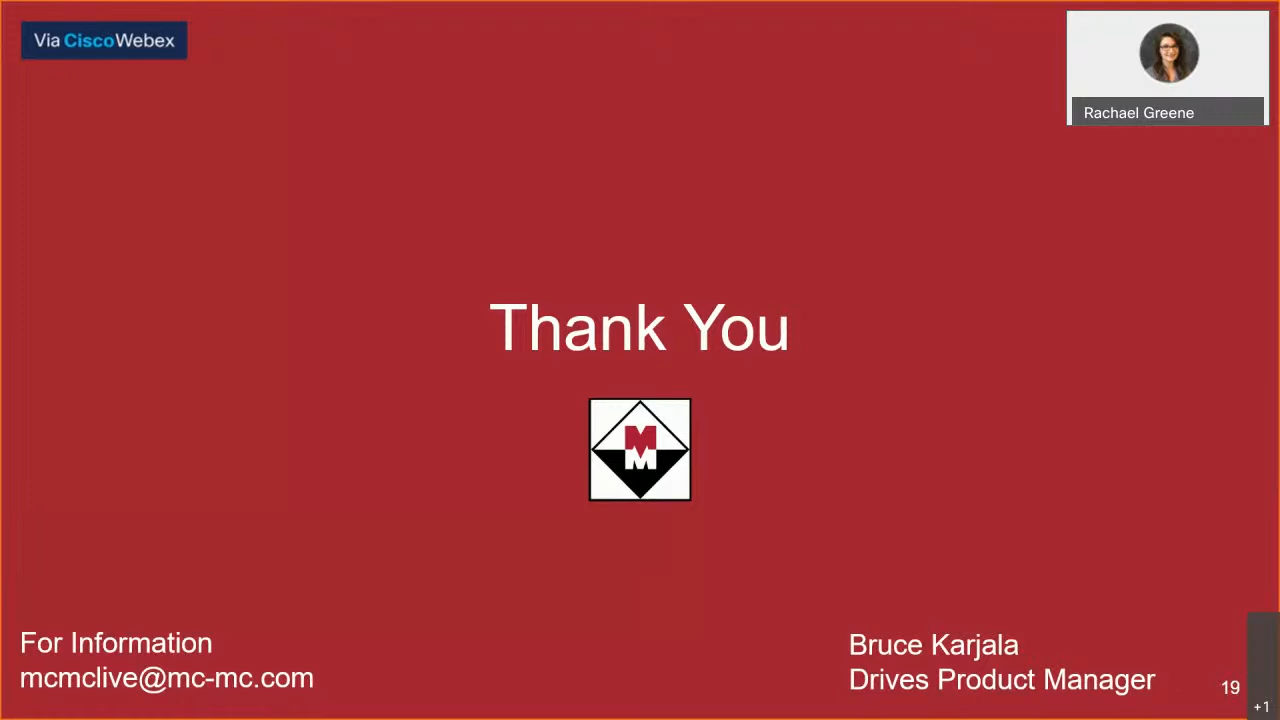 Via CiscoWebex
Rachael Greene
Thank You
M
M
For Information
mcmclive@mc-mc.com
Bruce Karjala
Drives Product Manager
19
+1